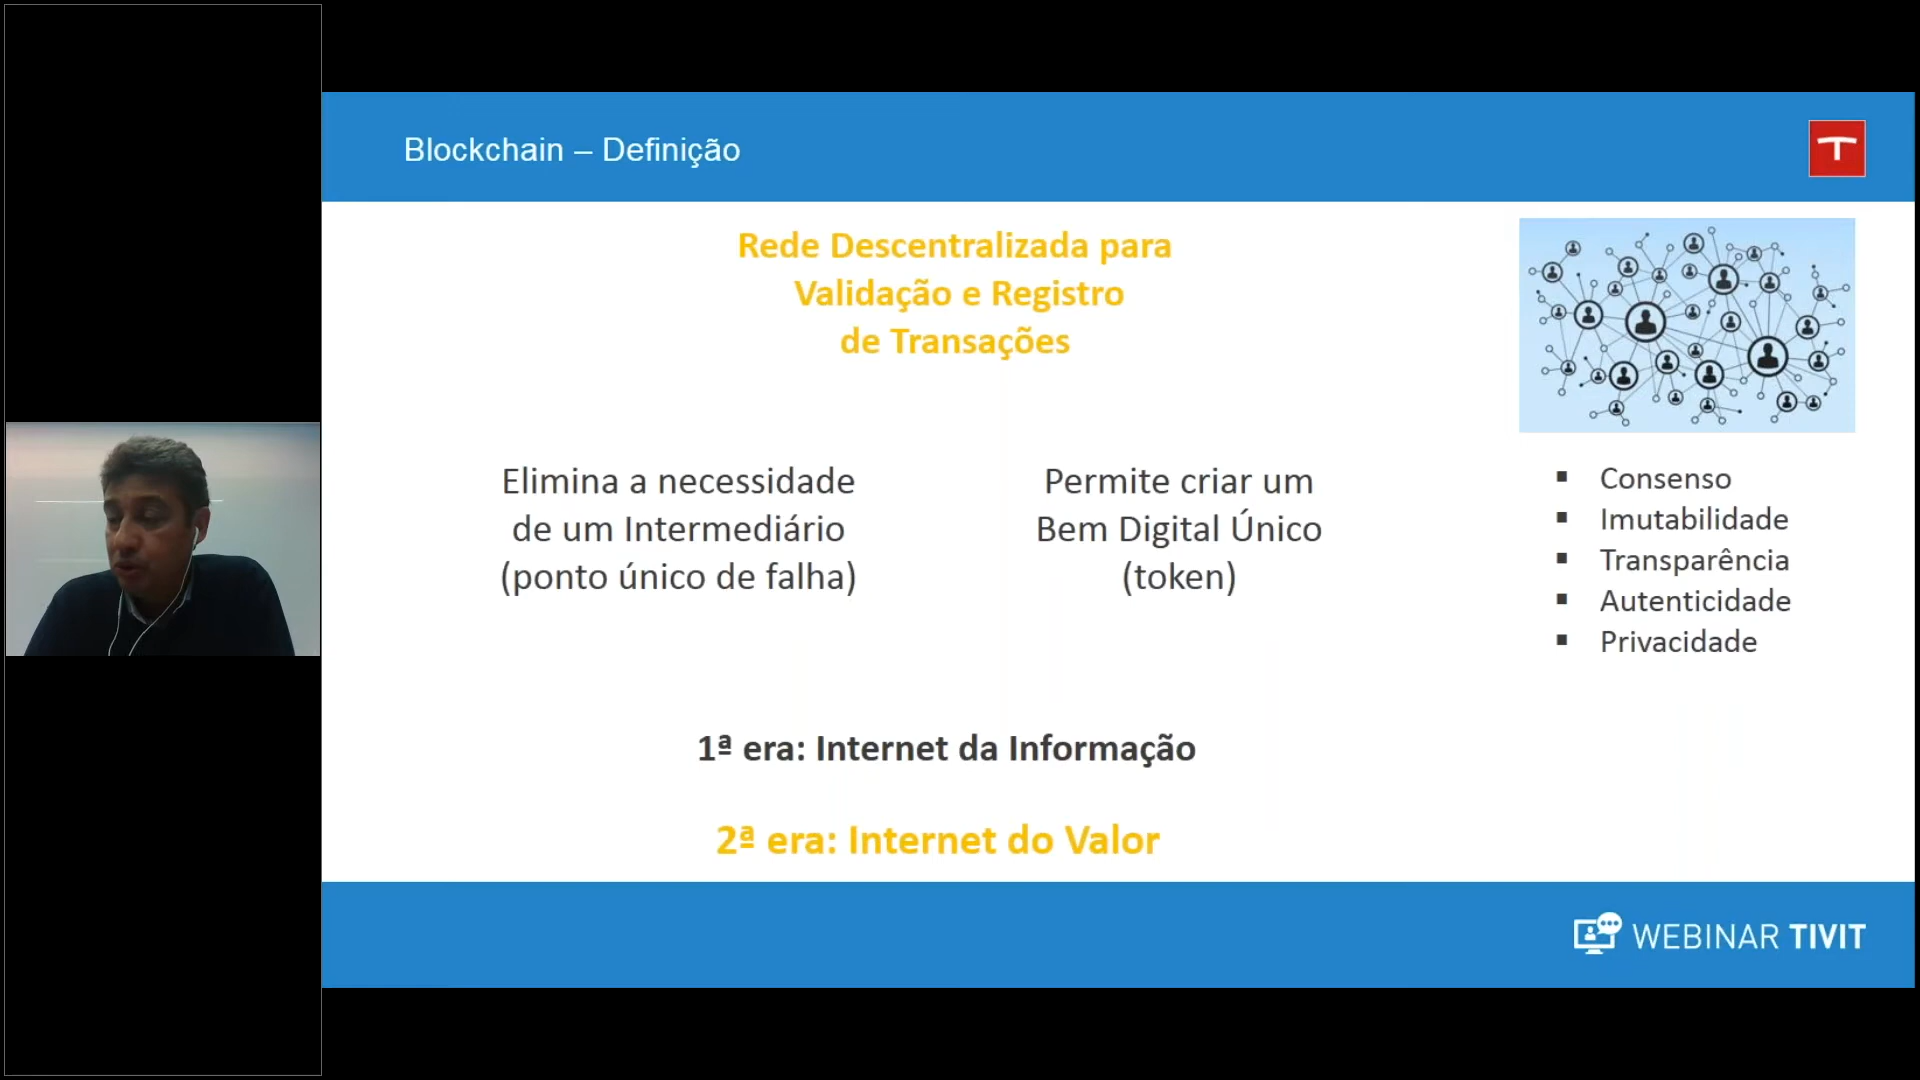 Blockchain – Definição
T
Rede Descentralizada para
Validação e Registro
de Transações
Elimina a necessidade
de um Intermediário
(ponto único de falha)
Permite criar um
Bem Digital Único
(token)
▪ Consenso
▪ Imutabilidade
▪ Transparência
▪ Autenticidade
▪ Privacidade
1ª era: Internet da Informação
2ª era: Internet do Valor
WEBINAR TIVIT